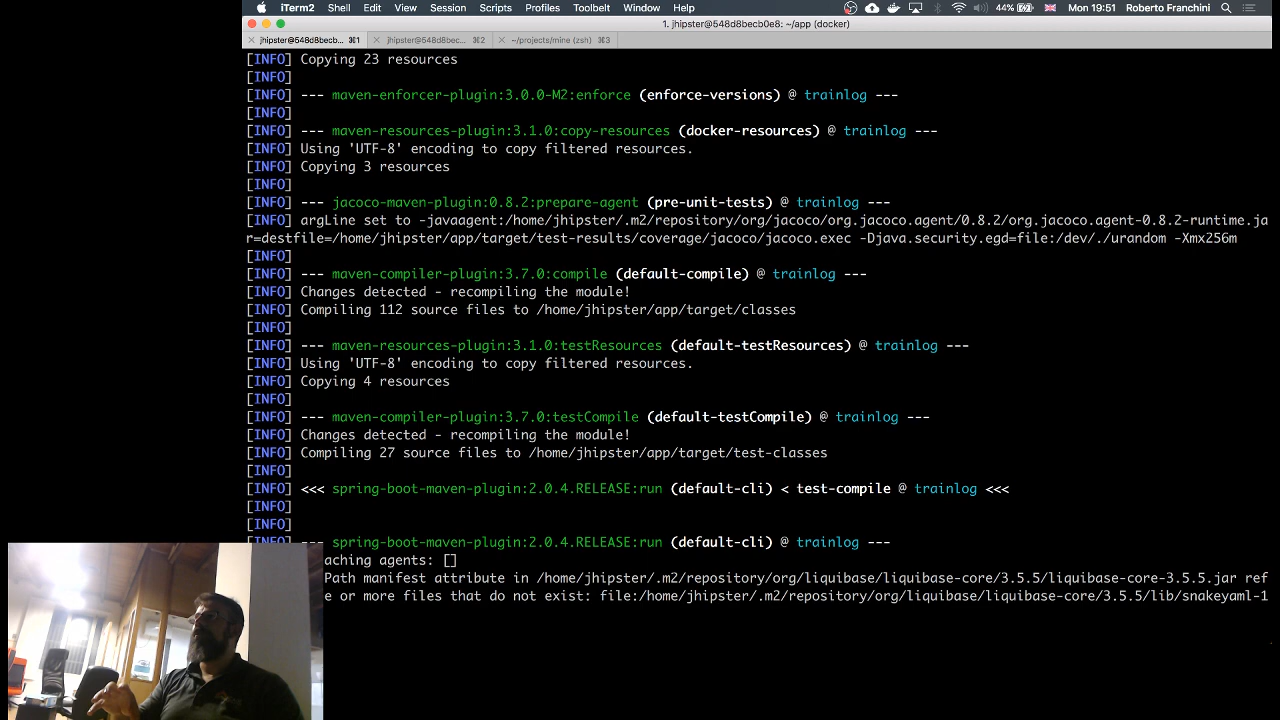 iTerm2 Shell Edit View Session Scripts Profiles Toolbelt Window Help 44% Mon 19:51 Roberto Franchini
1. jhipster@548d8becb0e8: ~/app (docker)
jhipster@548d8becb... ⌘1 jhipster@548d8bec... ⌘2 ~/projects/mine (zsh) ⌘3
[INFO] Copying 23 resources
[INFO]
[INFO] --- maven-enforcer-plugin:3.0.0-M2:enforce (enforce-versions) @ trainlog ---
[INFO]
[INFO] --- maven-resources-plugin:3.1.0:copy-resources (docker-resources) @ trainlog ---
[INFO] Using 'UTF-8' encoding to copy filtered resources.
[INFO] Copying 3 resources
[INFO]
[INFO] --- jacoco-maven-plugin:0.8.2:prepare-agent (pre-unit-tests) @ trainlog ---
[INFO] argLine set to -javaagent:/home/jhipster/.m2/repository/org/jacoco/org.jacoco.agent/0.8.2/org.jacoco.agent-0.8.2-runtime.ja
r=destfile=/home/jhipster/app/target/test-results/coverage/jacoco/jacoco.exec -Djava.security.egd=file:/dev/./urandom -Xmx256m
[INFO]
[INFO] --- maven-compiler-plugin:3.7.0:compile (default-compile) @ trainlog ---
[INFO] Changes detected - recompiling the module!
[INFO] Compiling 112 source files to /home/jhipster/app/target/classes
[INFO]
[INFO] --- maven-resources-plugin:3.1.0:testResources (default-testResources) @ trainlog ---
[INFO] Using 'UTF-8' encoding to copy filtered resources.
[INFO] Copying 4 resources
[INFO]
[INFO] --- maven-compiler-plugin:3.7.0:testCompile (default-testCompile) @ trainlog ---
[INFO] Changes detected - recompiling the module!
[INFO] Compiling 27 source files to /home/jhipster/app/target/test-classes
[INFO]
[INFO] <<< spring-boot-maven-plugin:2.0.4.RELEASE:run (default-cli) < test-compile @ trainlog <<<
[INFO]
[INFO]
[INFO] --- spring-boot-maven-plugin:2.0.4.RELEASE:run (default-cli) @ trainlog ---
aching agents: []
Path manifest attribute in /home/jhipster/.m2/repository/org/liquibase/liquibase-core/3.5.5/liquibase-core-3.5.5.jar ref
e or more files that do not exist: file:/home/jhipster/.m2/repository/org/liquibase/liquibase-core/3.5.5/lib/snakeyaml-1